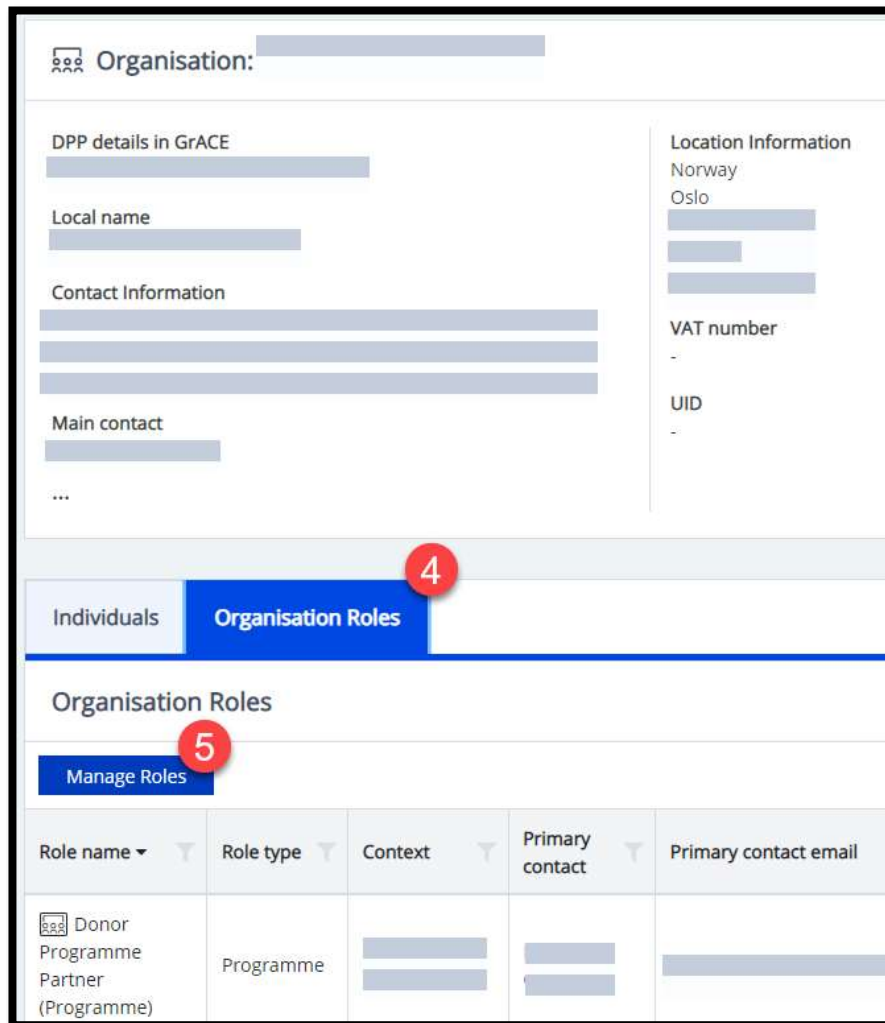 Organisation:
DPP details in GrACE
Local name
Contact Information
Main contact
...
Location Information
Norway
Oslo
VAT number
-
UID
-
4
Individuals
Organisation Roles
Organisation Roles
5
Manage Roles
Role name
Role type
Context
Primary
contact
Primary contact email
Donor
Programme
Partner
(Programme)
Programme